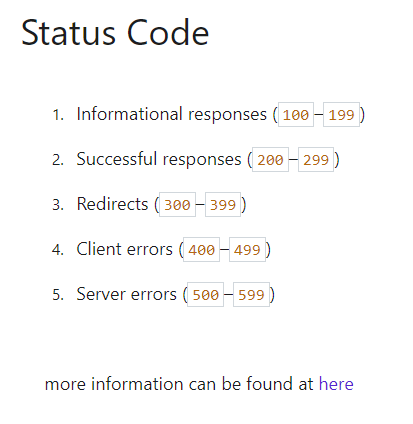 Status Code
1. Informational responses (100–199)
2. Successful responses (200–299)
3. Redirects (300–399)
4. Client errors (400–499)
5. Server errors (500–599)
more information can be found at here